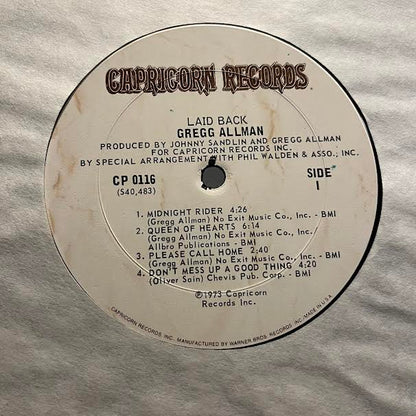 CAPRICORN RECORDS
LAID BACK
GREGG ALLMAN
PRODUCED BY JOHNNY SANDLIN AND GREGG ALLMAN
FOR CAPRICORN RECORDS INC.
BY SPECIAL ARRANGEMENT WITH PHIL WALDEN & ASSO., INC.
CP 0116
(S40,483)
SIDE
I
1. MIDNIGHT RIDER 4:26
(Gregg Allman) No Exit Music Co., Inc. - BMI
2. QUEEN OF HEARTS 6:14
(Gregg Allman) No Exit Music Co., Inc./
Allbro Publications - BMI
3. PLEASE CALL HOME 2:40
(Gregg Allman) No Exit Music Co., Inc. - BMI
4. DON'T MESS UP A GOOD THING 4:20
(Oliver Sain) Chevis Pub. Corp. - BMI
℗1973 Capricorn
Records Inc.
CAPRICORN RECORDS, INC. MANUFACTURED BY WARNER BROS. RECORDS INC. MADE IN U.S.A.